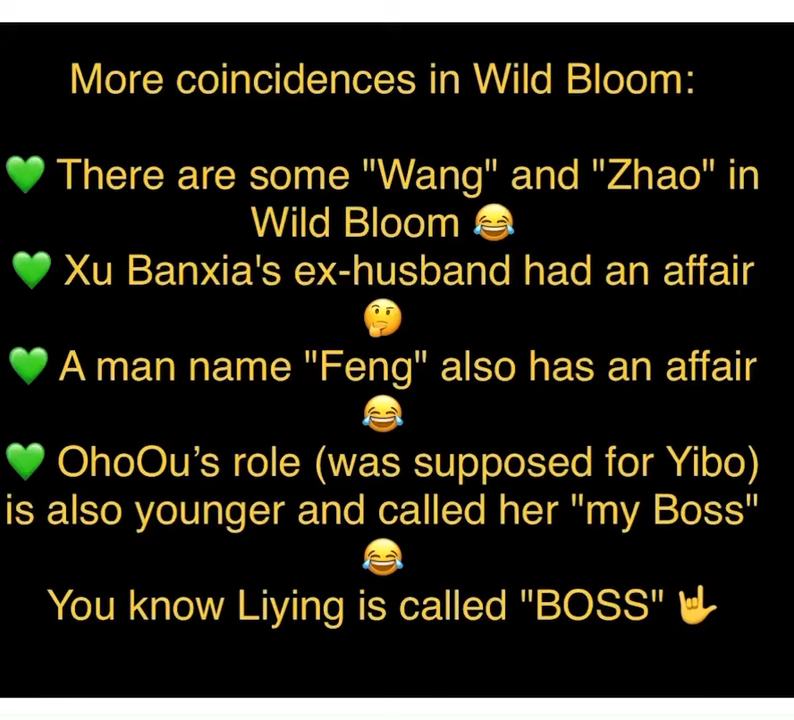 More coincidences in Wild Bloom:
💚 There are some "Wang" and "Zhao" in
Wild Bloom 😂
💚 Xu Banxia's ex-husband had an affair
🤔
💚 A man name "Feng" also has an affair
😂
💚 OhoOu’s role (was supposed for Yibo)
is also younger and called her "my Boss"
😂
You know Liying is called "BOSS" 🤟